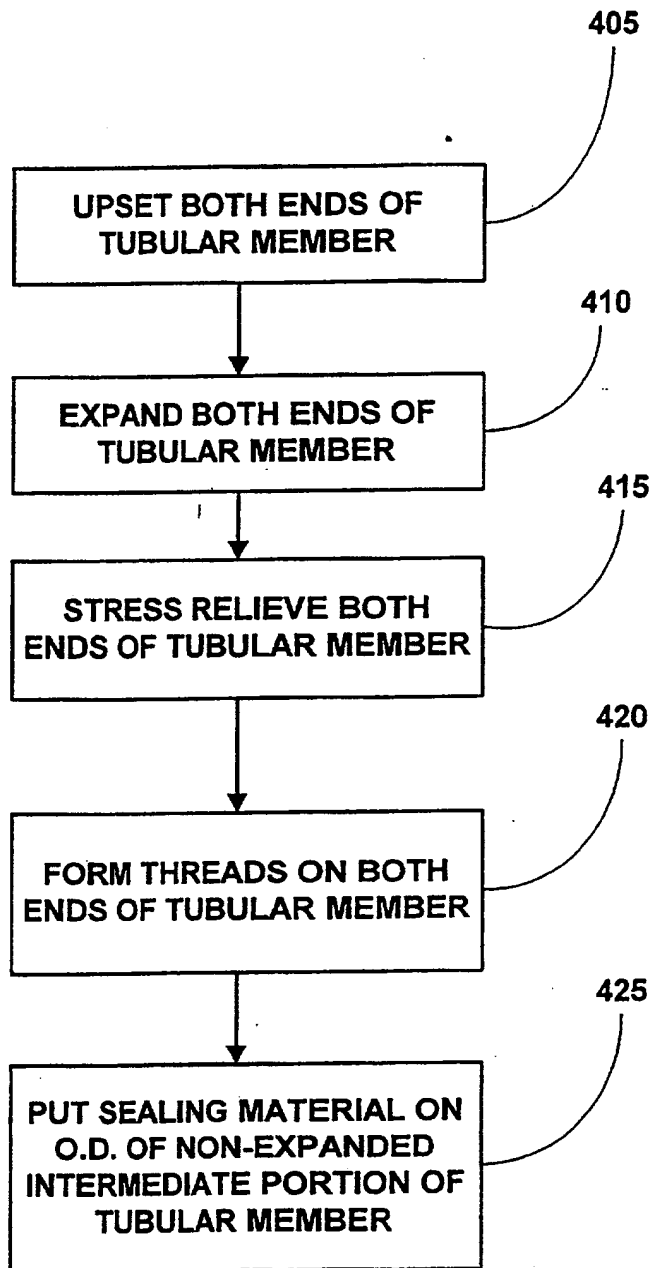 405
UPSET BOTH ENDS OF
TUBULAR MEMBER
410
EXPAND BOTH ENDS OF
TUBULAR MEMBER
415
STRESS RELIEVE BOTH
ENDS OF TUBULAR MEMBER
420
FORM THREADS ON BOTH
ENDS OF TUBULAR MEMBER
425
PUT SEALING MATERIAL ON
O.D. OF NON-EXPANDED
INTERMEDIATE PORTION OF
TUBULAR MEMBER